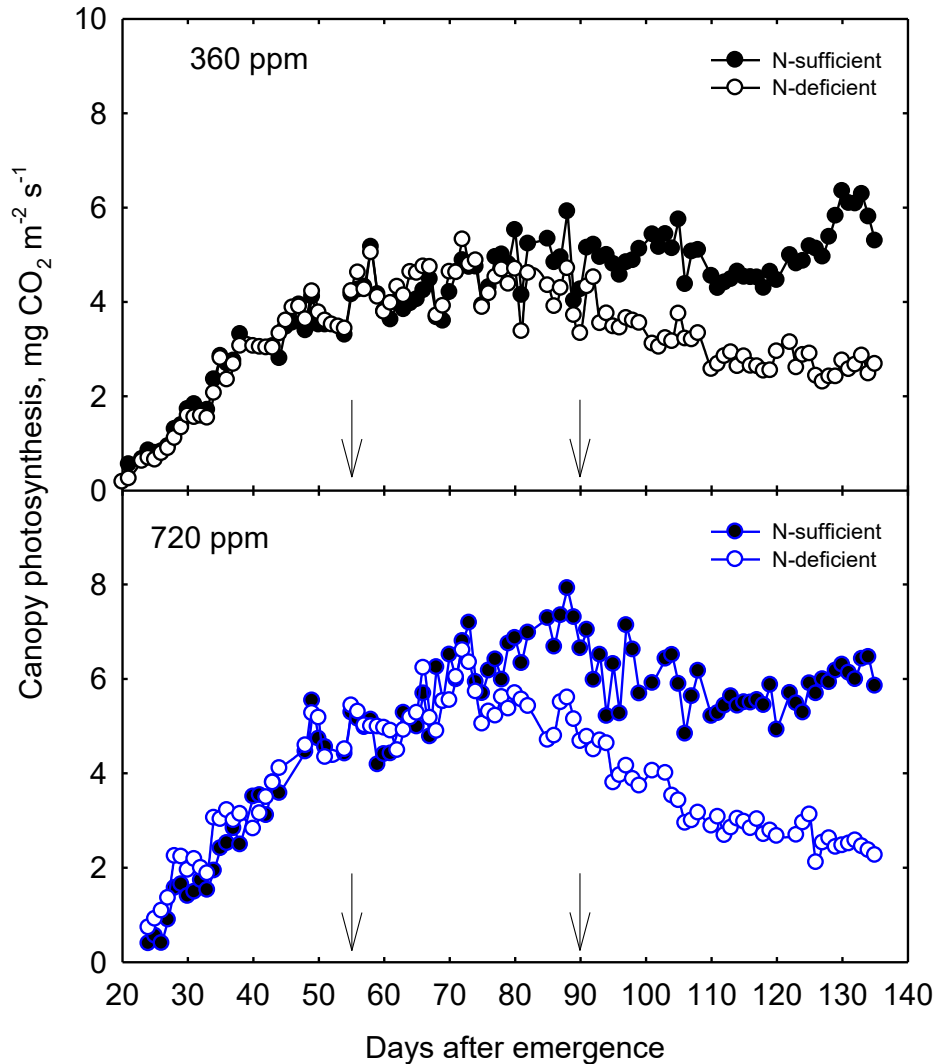 10
360 ppm
N-sufficient
N-deficient
8
6
4
2
0
Canopy photosynthesis, mg CO2 m-2 s-1
720 ppm
N-sufficient
N-deficient
8
6
4
2
0
20 30 40 50 60 70 80 90 100 110 120 130 140
Days after emergence